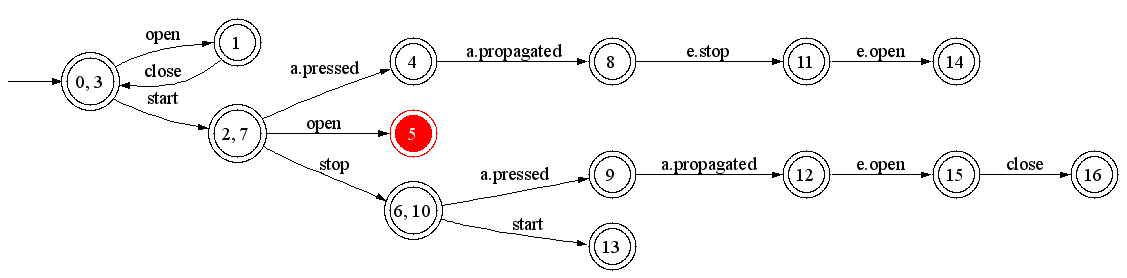 open
1
0, 3
close
start
2, 7
a.pressed
4
a.propagated
8
e.stop
11
e.open
14
open
5
stop
6, 10
a.pressed
9
a.propagated
12
e.open
15
close
16
start
13